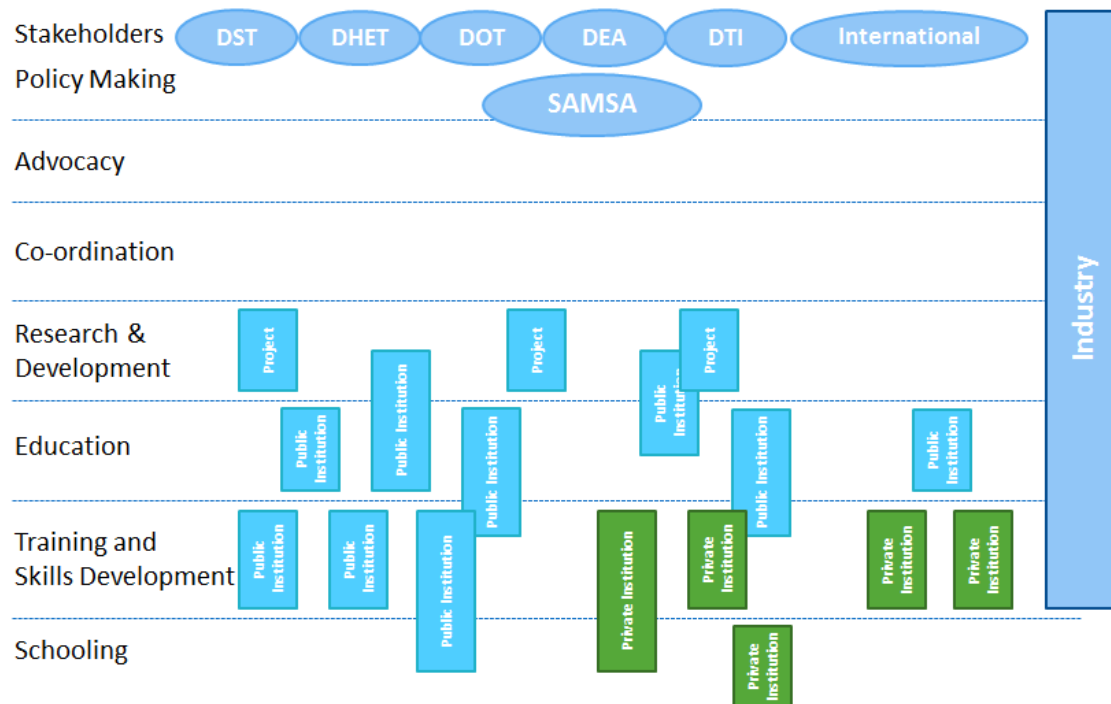 Stakeholders
Policy Making
DST
DHET
DOT
DEA
DTI
International
SAMSA
Advocacy
Co-ordination
Research &
Development
Project
Public Institution
Project
Public
Institution
Project
Education
Public
Institution
Public Institution
Public Institution
Public
Institution
Training and
Skills Development
Public
Institution
Public
Institution
Public Institution
Private Institution
Private
Institution
Private
Institution
Private
Institution
Schooling
Private
Institution
Industry